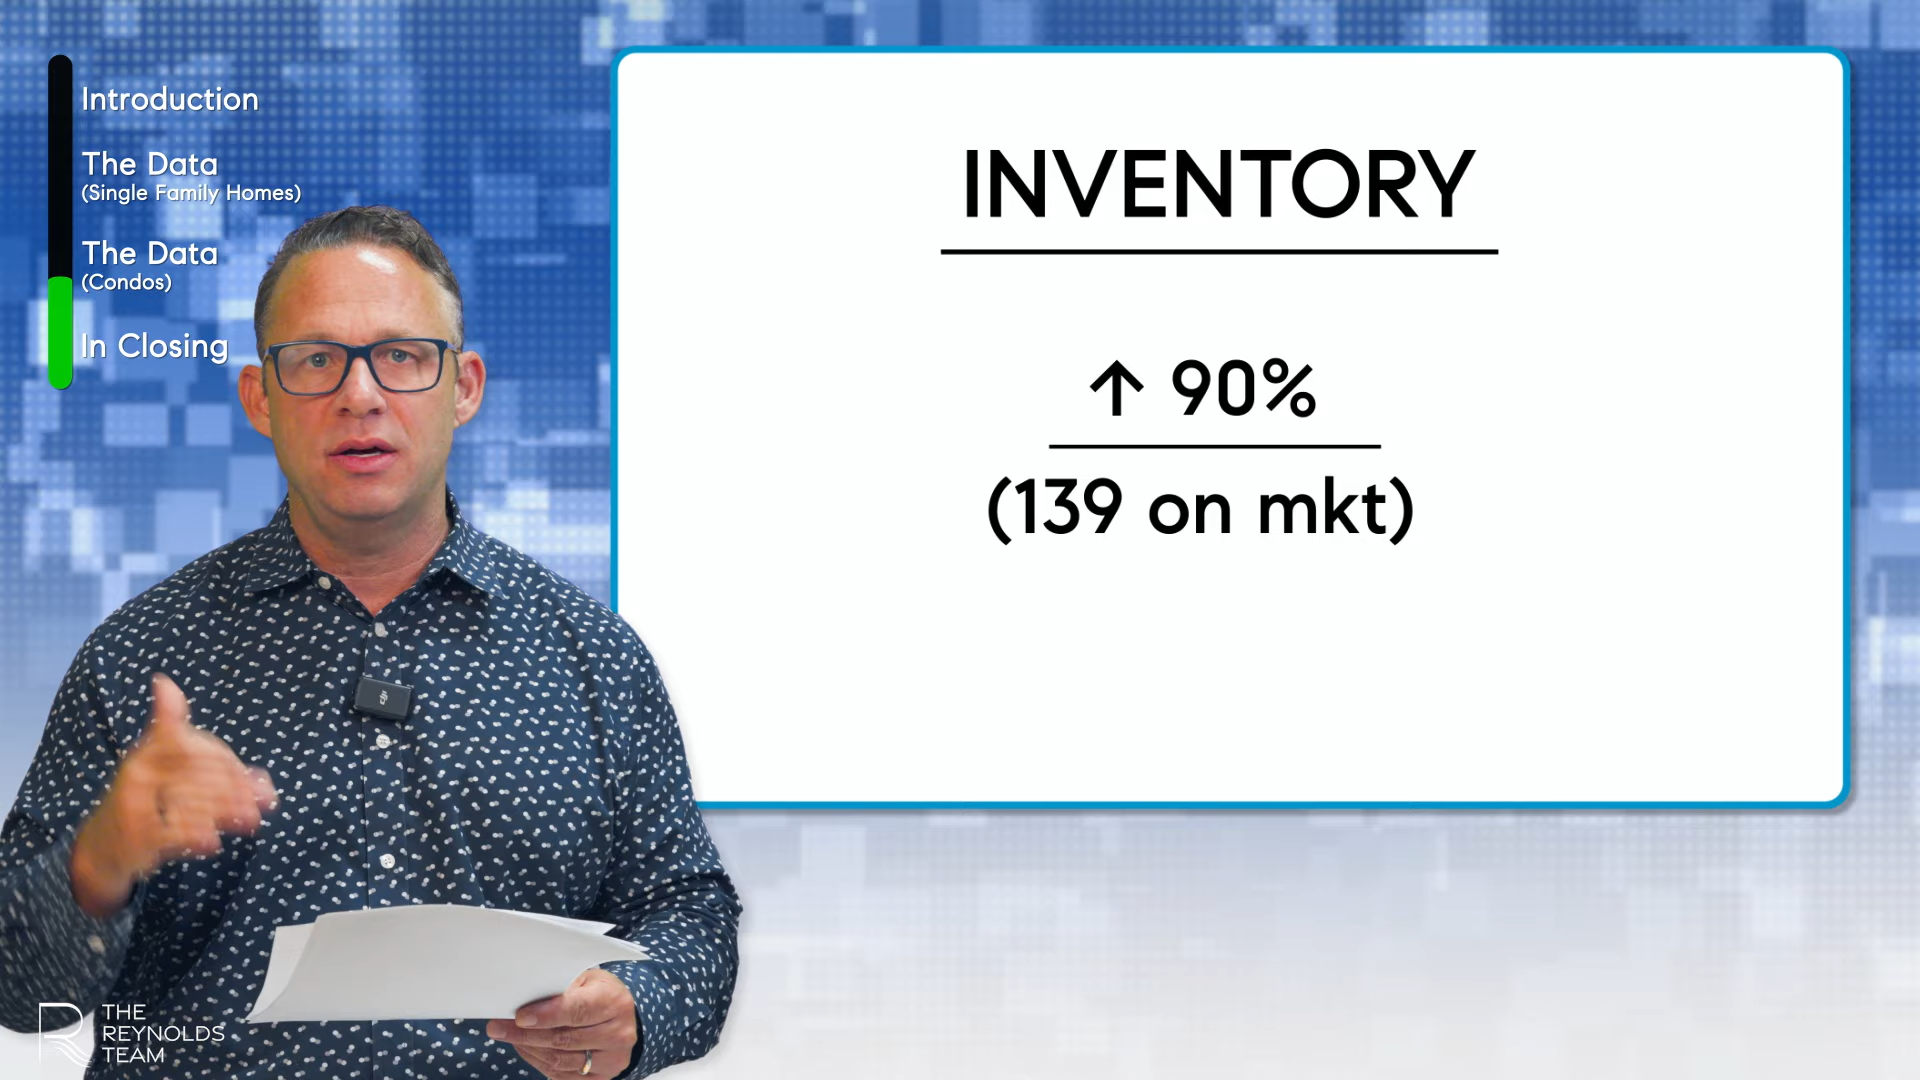 Introduction
The Data
(Single Family Homes)
The Data
(Condos)
In Closing
INVENTORY
↑ 90%
(139 on mkt)
dji
THE
REYNOLDS
TEAM